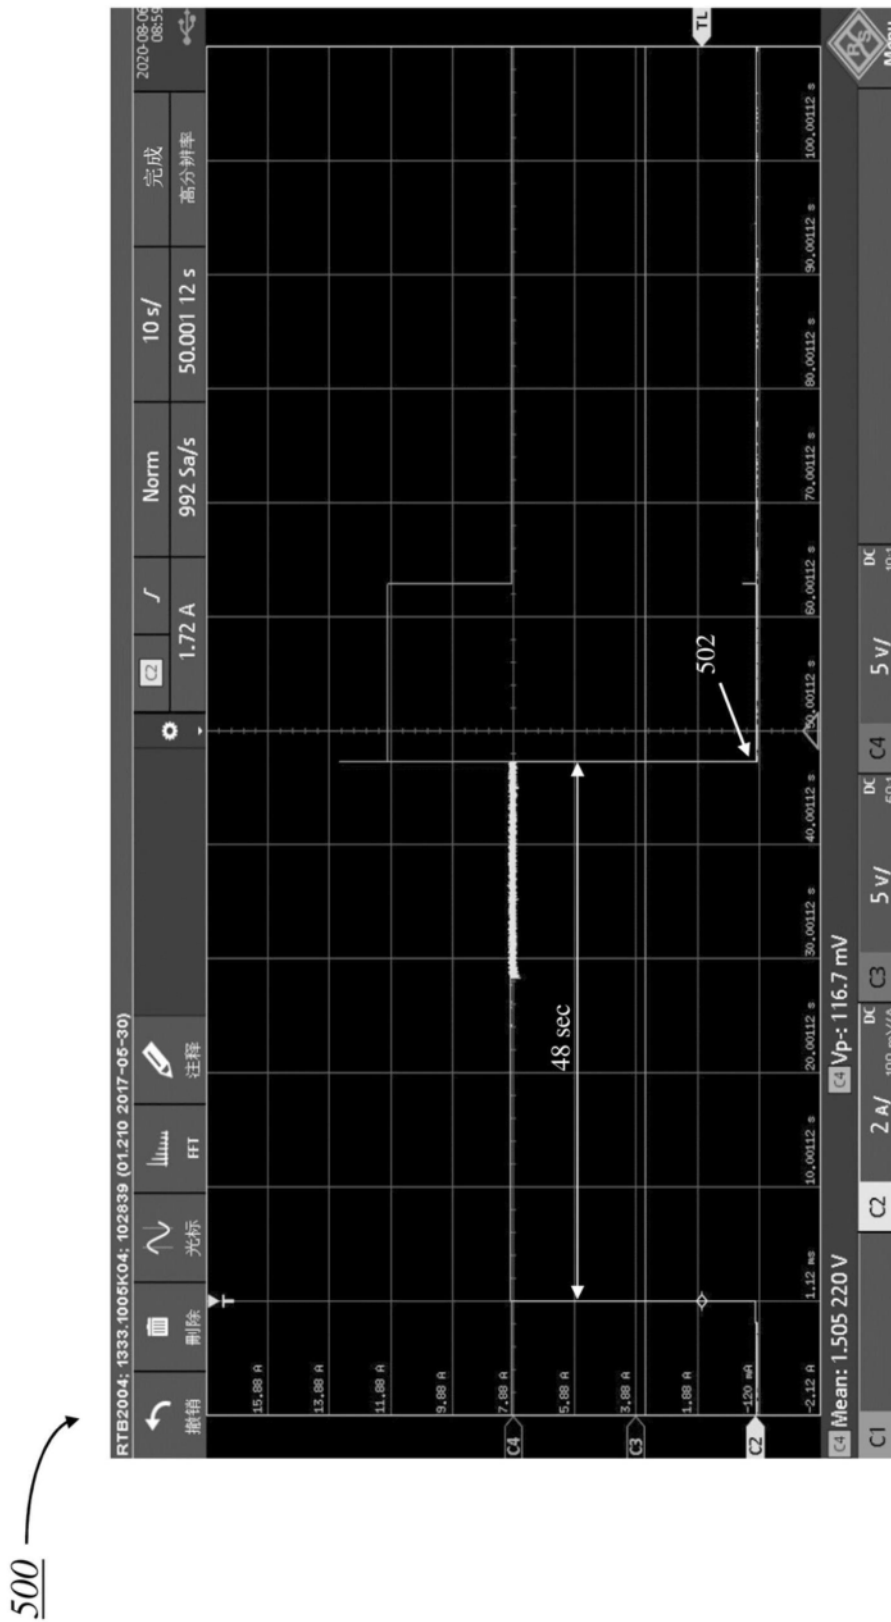 500
RTB2004; 1333.1005K04; 102839 (01.210 2017-05-30)
撤销
删除
光标
FFT
注释
C2
1.72 A
Norm
992 Sa/s
10 s/
50.001 12 s
完成
高分辨率
2020-08-06
08:59
T
TL
15.88 A
13.88 A
11.88 A
9.88 A
7.88 A
5.88 A
3.88 A
1.88 A
-120 mA
-2.12 A
C4
C3
C2
48 sec
502
1.12 ms
10.00112 s
20.00112 s
30.00112 s
40.00112 s
50.00112 s
60.00112 s
70.00112 s
80.00112 s
90.00112 s
100.00112 s
C4 Mean: 1.505 220 V
C4 Vp-: 116.7 mV
R&S
C1
C2
2 A/
DC
C3
5 V/
DC
C4
5 V/
DC